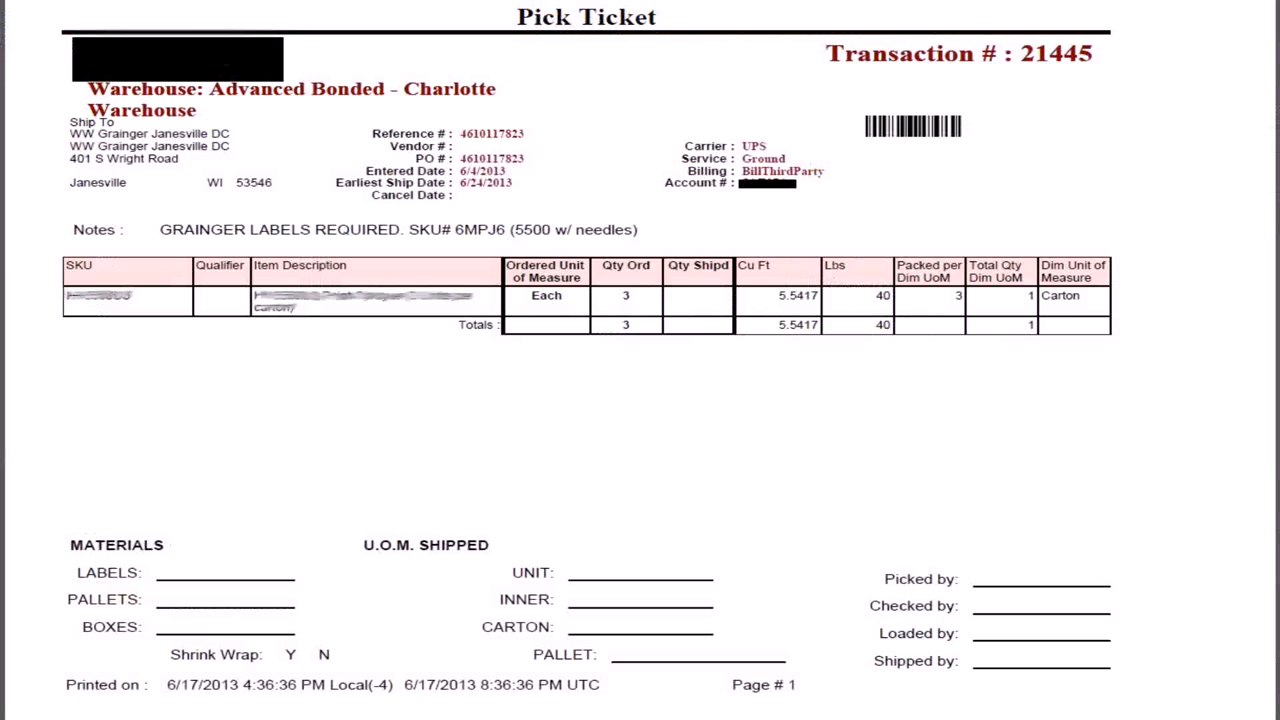 Pick Ticket
Transaction # : 21445
Warehouse: Advanced Bonded - Charlotte
Warehouse
Ship To
WW Grainger Janesville DC
WW Grainger Janesville DC
401 S Wright Road
Janesville WI 53546
Reference # : 4610117823
Vendor # :
PO # : 4610117823
Entered Date : 6/4/2013
Earliest Ship Date : 6/24/2013
Cancel Date :
Carrier : UPS
Service : Ground
Billing : BillThirdParty
Account # :
Notes : GRAINGER LABELS REQUIRED. SKU# 6MPJ6 (5500 w/ needles)
SKU Qualifier Item Description Ordered Unit of Measure Qty Ord Qty Shipd Cu Ft Lbs Packed per Dim UoM Total Qty Dim UoM Dim Unit of Measure
Each 3 5.5417 40 3 1 Carton
Totals : 3 5.5417 40 1
MATERIALS
LABELS:
PALLETS:
BOXES:
Shrink Wrap: Y N
U.O.M. SHIPPED
UNIT:
INNER:
CARTON:
PALLET:
Picked by:
Checked by:
Loaded by:
Shipped by:
Printed on : 6/17/2013 4:36:36 PM Local(-4) 6/17/2013 8:36:36 PM UTC Page # 1